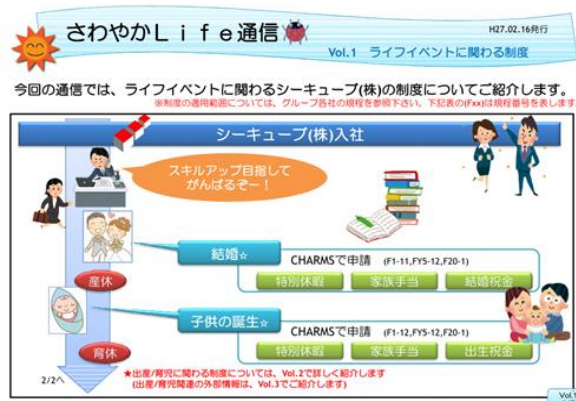 さわやかＬｉｆｅ通信
H27.02.16発行
Vol.1 ライフイベントに関わる制度
今回の通信では、ライフイベントに関わるシーキューブ(株)の制度についてご紹介します。
※制度の適用範囲については、グループ各社の規程を参照下さい、下記表の(Fxx)は規程番号を表します
シーキューブ(株)入社
スキルアップ目指して
がんばるぞー！
結婚☆
CHARMSで申請 (F1-11,FY5-12,F20-1)
特別休暇 家族手当 結婚祝金
産休
子供の誕生☆
CHARMSで申請 (F1-12,FY5-12,F20-1)
特別休暇 家族手当 出生祝金
育休
★出産/育児に関わる制度については、Vol.2で詳しく紹介します
(出産/育児関連の外部情報は、Vol.3でご紹介します)
2/2へ